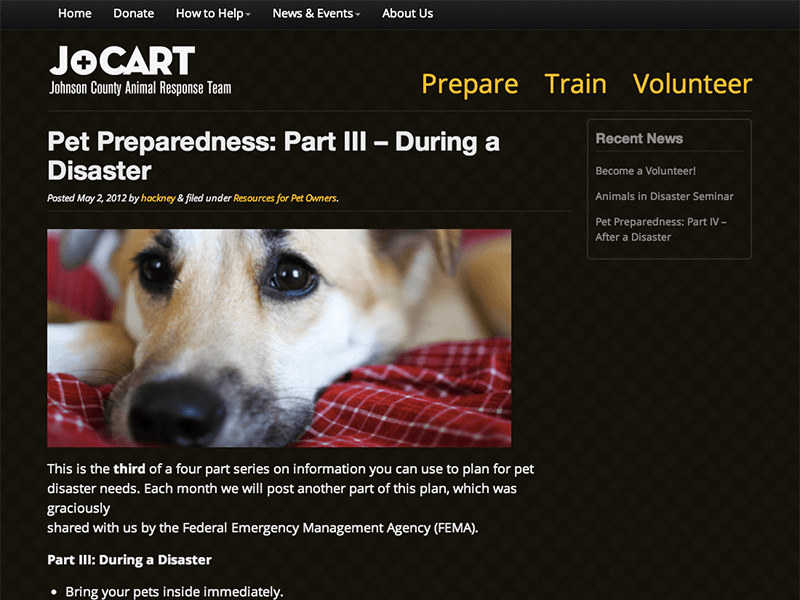 Home Donate How to Help News & Events About Us
JOCART
Johnson County Animal Response Team
Prepare Train Volunteer
Pet Preparedness: Part III – During a
Disaster
Posted May 2, 2012 by hackney & filed under Resources for Pet Owners.
Recent News
Become a Volunteer!
Animals in Disaster Seminar
Pet Preparedness: Part IV –
After a Disaster
This is the third of a four part series on information you can use to plan for pet
disaster needs. Each month we will post another part of this plan, which was
graciously
shared with us by the Federal Emergency Management Agency (FEMA).
Part III: During a Disaster
• Bring your pets inside immediately.